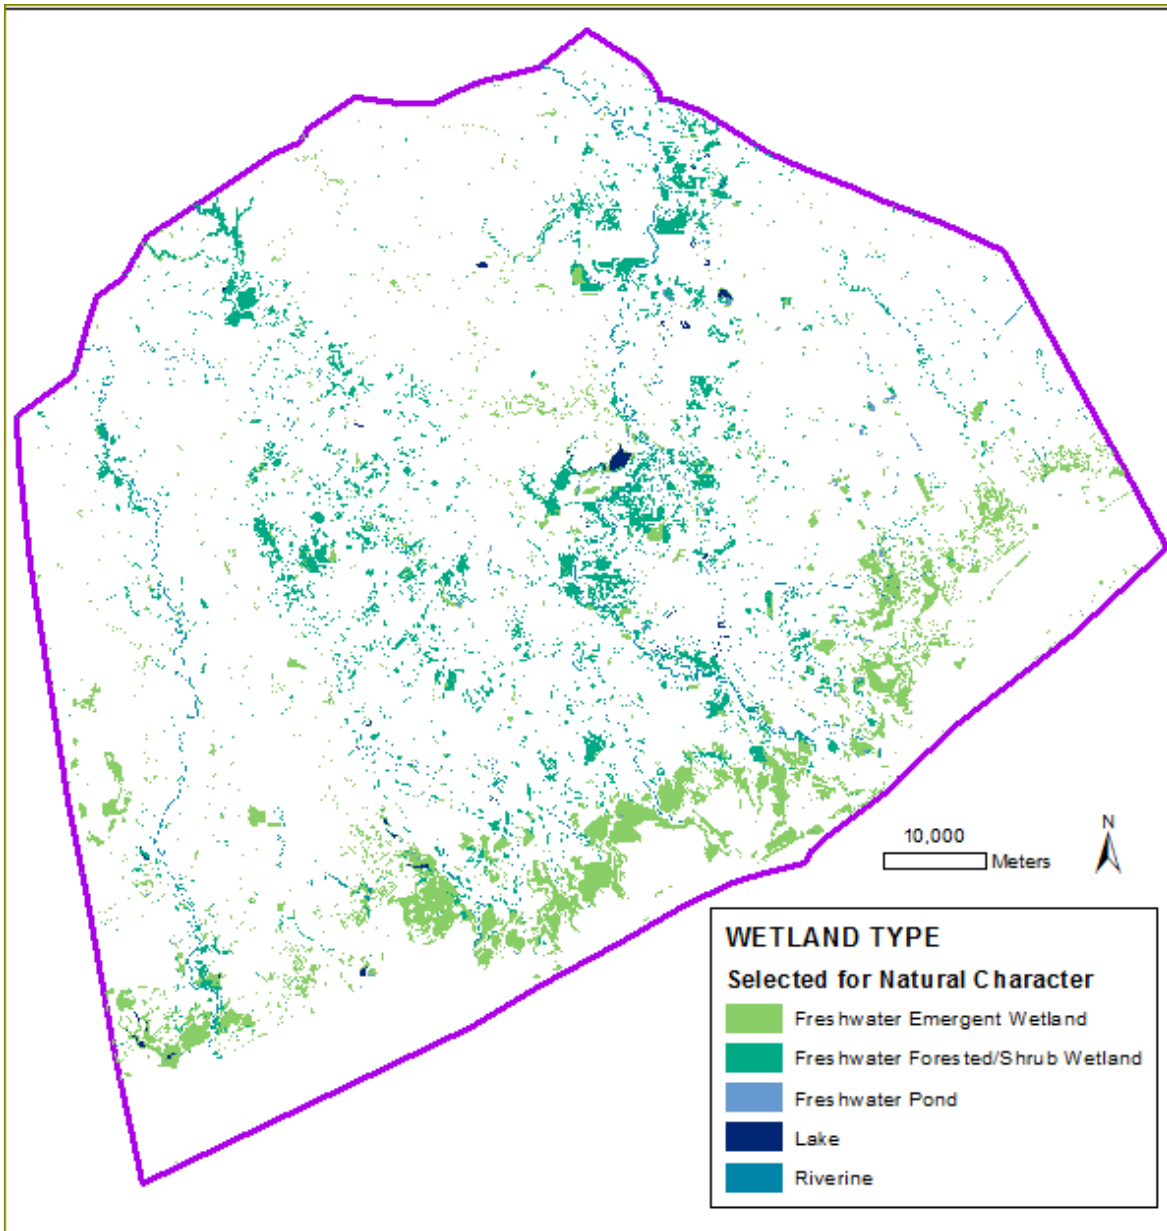 N
10,000
Meters
WETLAND TYPE
Selected for Natural Character
Freshwater Emergent Wetland
Freshwater Forested/Shrub Wetland
Freshwater Pond
Lake
Riverine